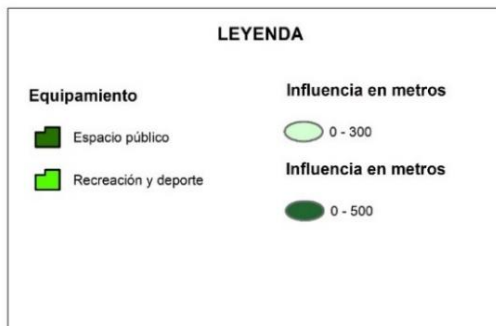 LEYENDA
Equipamiento
Espacio público
Recreación y deporte
Influencia en metros
0 - 300
Influencia en metros
0 - 500